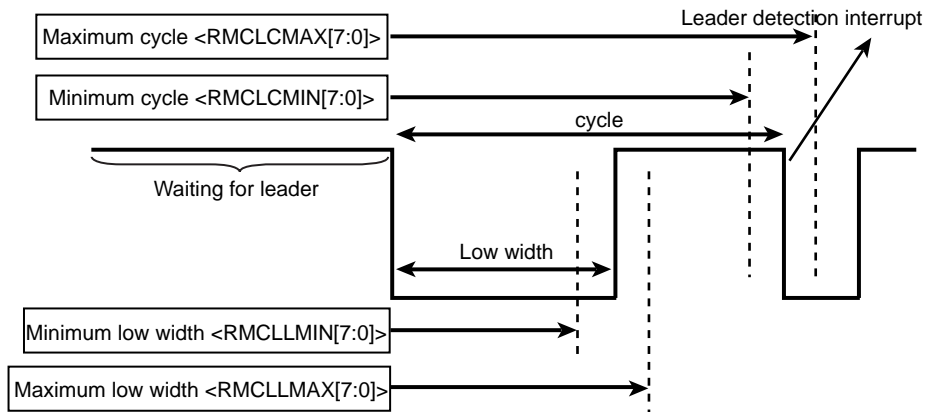 Leader detection interrupt
Maximum cycle <RMCLCMAX[7:0]>
Minimum cycle <RMCLCMIN[7:0]>
cycle
Waiting for leader
Low width
Minimum low width <RMCLLMIN[7:0]>
Maximum low width <RMCLLMAX[7:0]>